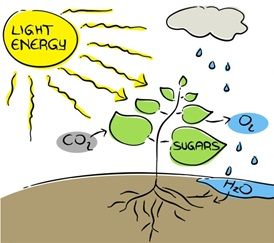 LIGHT
ENERGY
CO₂
O₂
SUGARS
H₂O